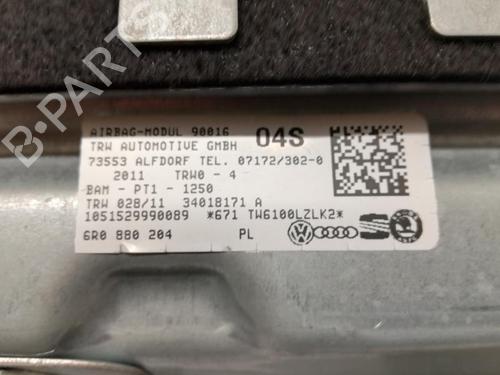 AIRBAG-MODUL 90016 04S
TRW AUTOMOTIVE GMBH
73553 ALFDORF TEL. 07172/302-0
2011 TRW0 - 4
BAM - PT1 - 1250
TRW 028/11 34018171 A
1051529990089 *671 TW6100LZLK2*
6R0 880 204 PL
B-PARTS